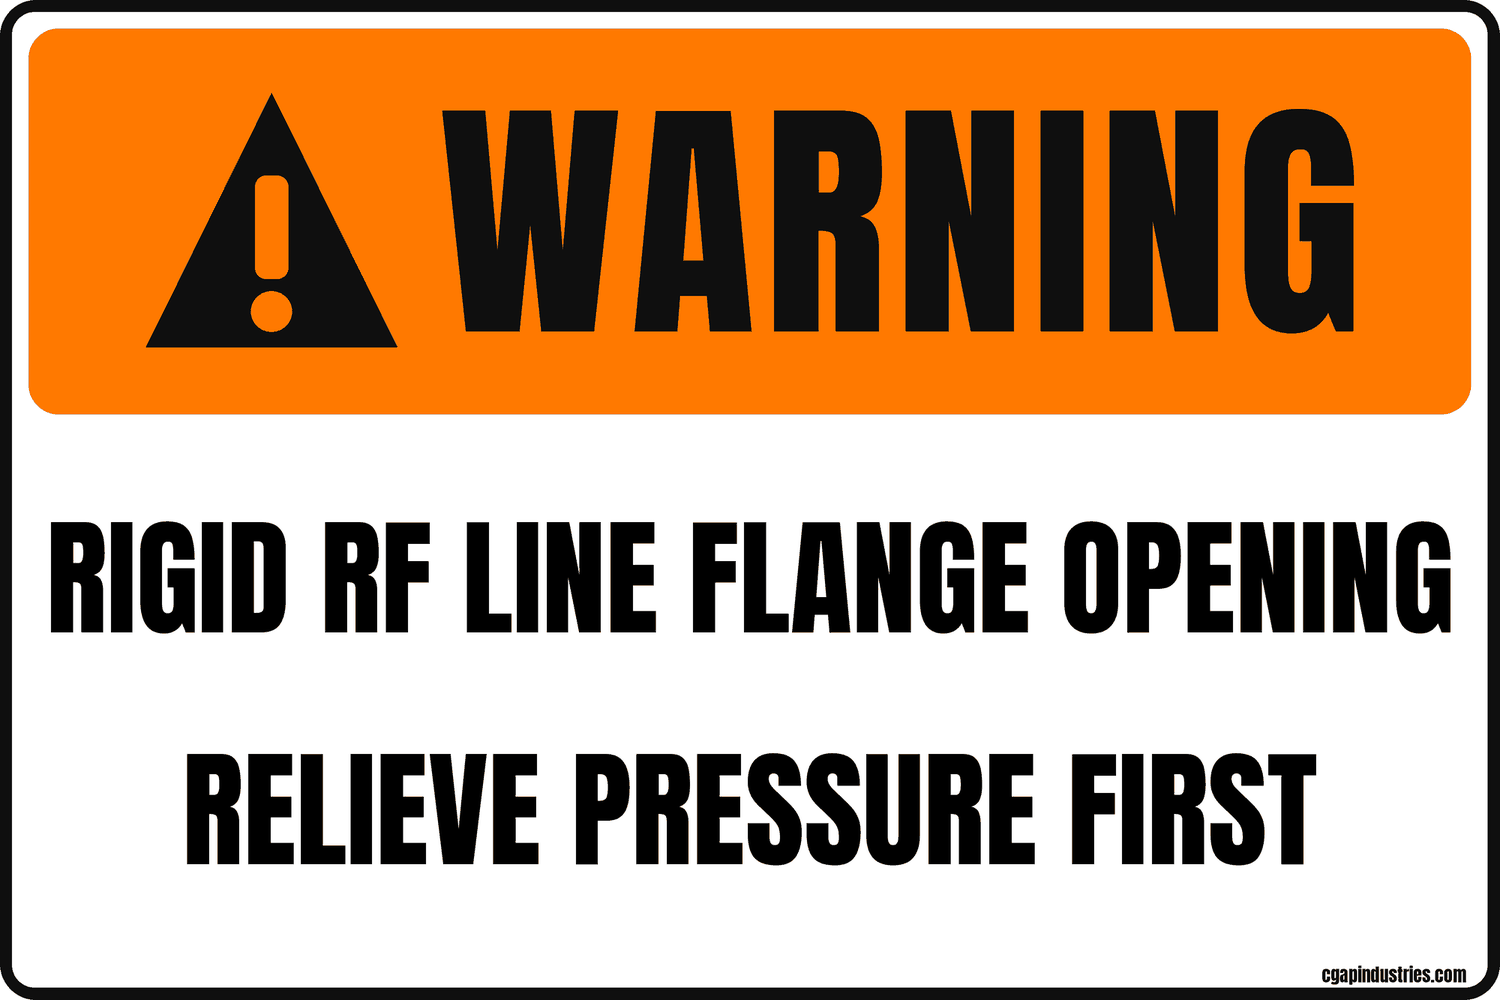 WARNING
RIGID RF LINE FLANGE OPENING
RELIEVE PRESSURE FIRST
cgapindustries.com